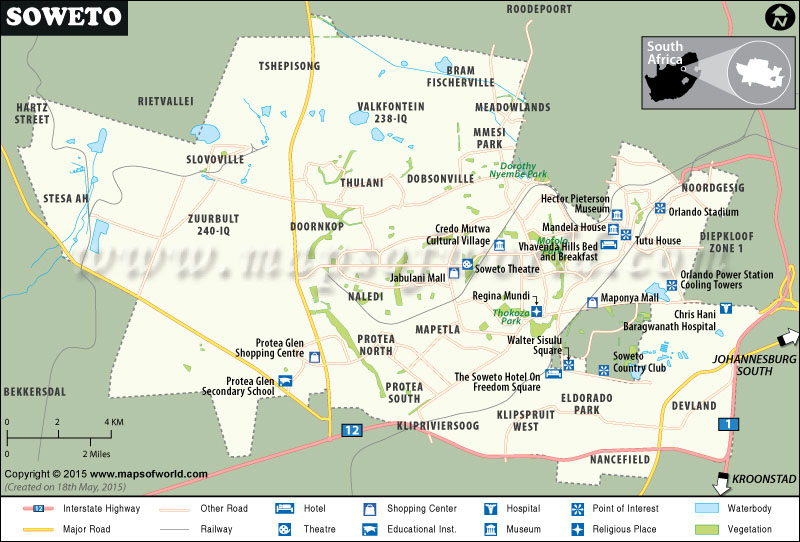 SOWETO
ROODEPOORT
N
South
Africa
TSHEPISONG
BRAM
FISCHERVILLE
RIETVALLEI
HARTZ
STREET
VALKFONTEIN
238-IQ
MEADOWLANDS
MMESI
PARK
SLOVOVILLE
Dorothy
Nyembe Park
STESA AH
THULANI
DOBSONVILLE
NOORDGESIG
Hector Pieterson
Museum
Orlando Stadium
ZUURBULT
240-IQ
DOORNKOP
Credo Mutwa
Cultural Village
Mandela House
Tutu House
DIEPKLOOF
ZONE 1
Mofolo
Vhavenda Hills Bed
and Breakfast
www.mapsofworld.com
Jabulani Mall
Soweto Theatre
Orlando Power Station
Cooling Towers
NALEDI
Regina Mundi
Maponya Mall
Thokoza
Park
Chris Hani
Baragwanath Hospital
MAPETLA
Protea Glen
Shopping Centre
PROTEA
NORTH
Walter Sisulu
Square
Soweto
Country Club
JOHANNESBURG
SOUTH
Protea Glen
Secondary School
The Soweto Hotel On
Freedom Square
BEKKERSDAL
PROTEA
SOUTH
ELDORADO
PARK
DEVLAND
KLIPSPRUIT
WEST
0 2 4 KM
12
KLIPRIVIERSOOG
1
0 2 Miles
NANCEFIELD
Copyright © 2015 www.mapsofworld.com
(Created on 18th May, 2015)
KROONSTAD
12 Interstate Highway Other Road Hotel Shopping Center Hospital Point of Interest Waterbody
Major Road Railway Theatre Educational Inst. Museum Religious Place Vegetation